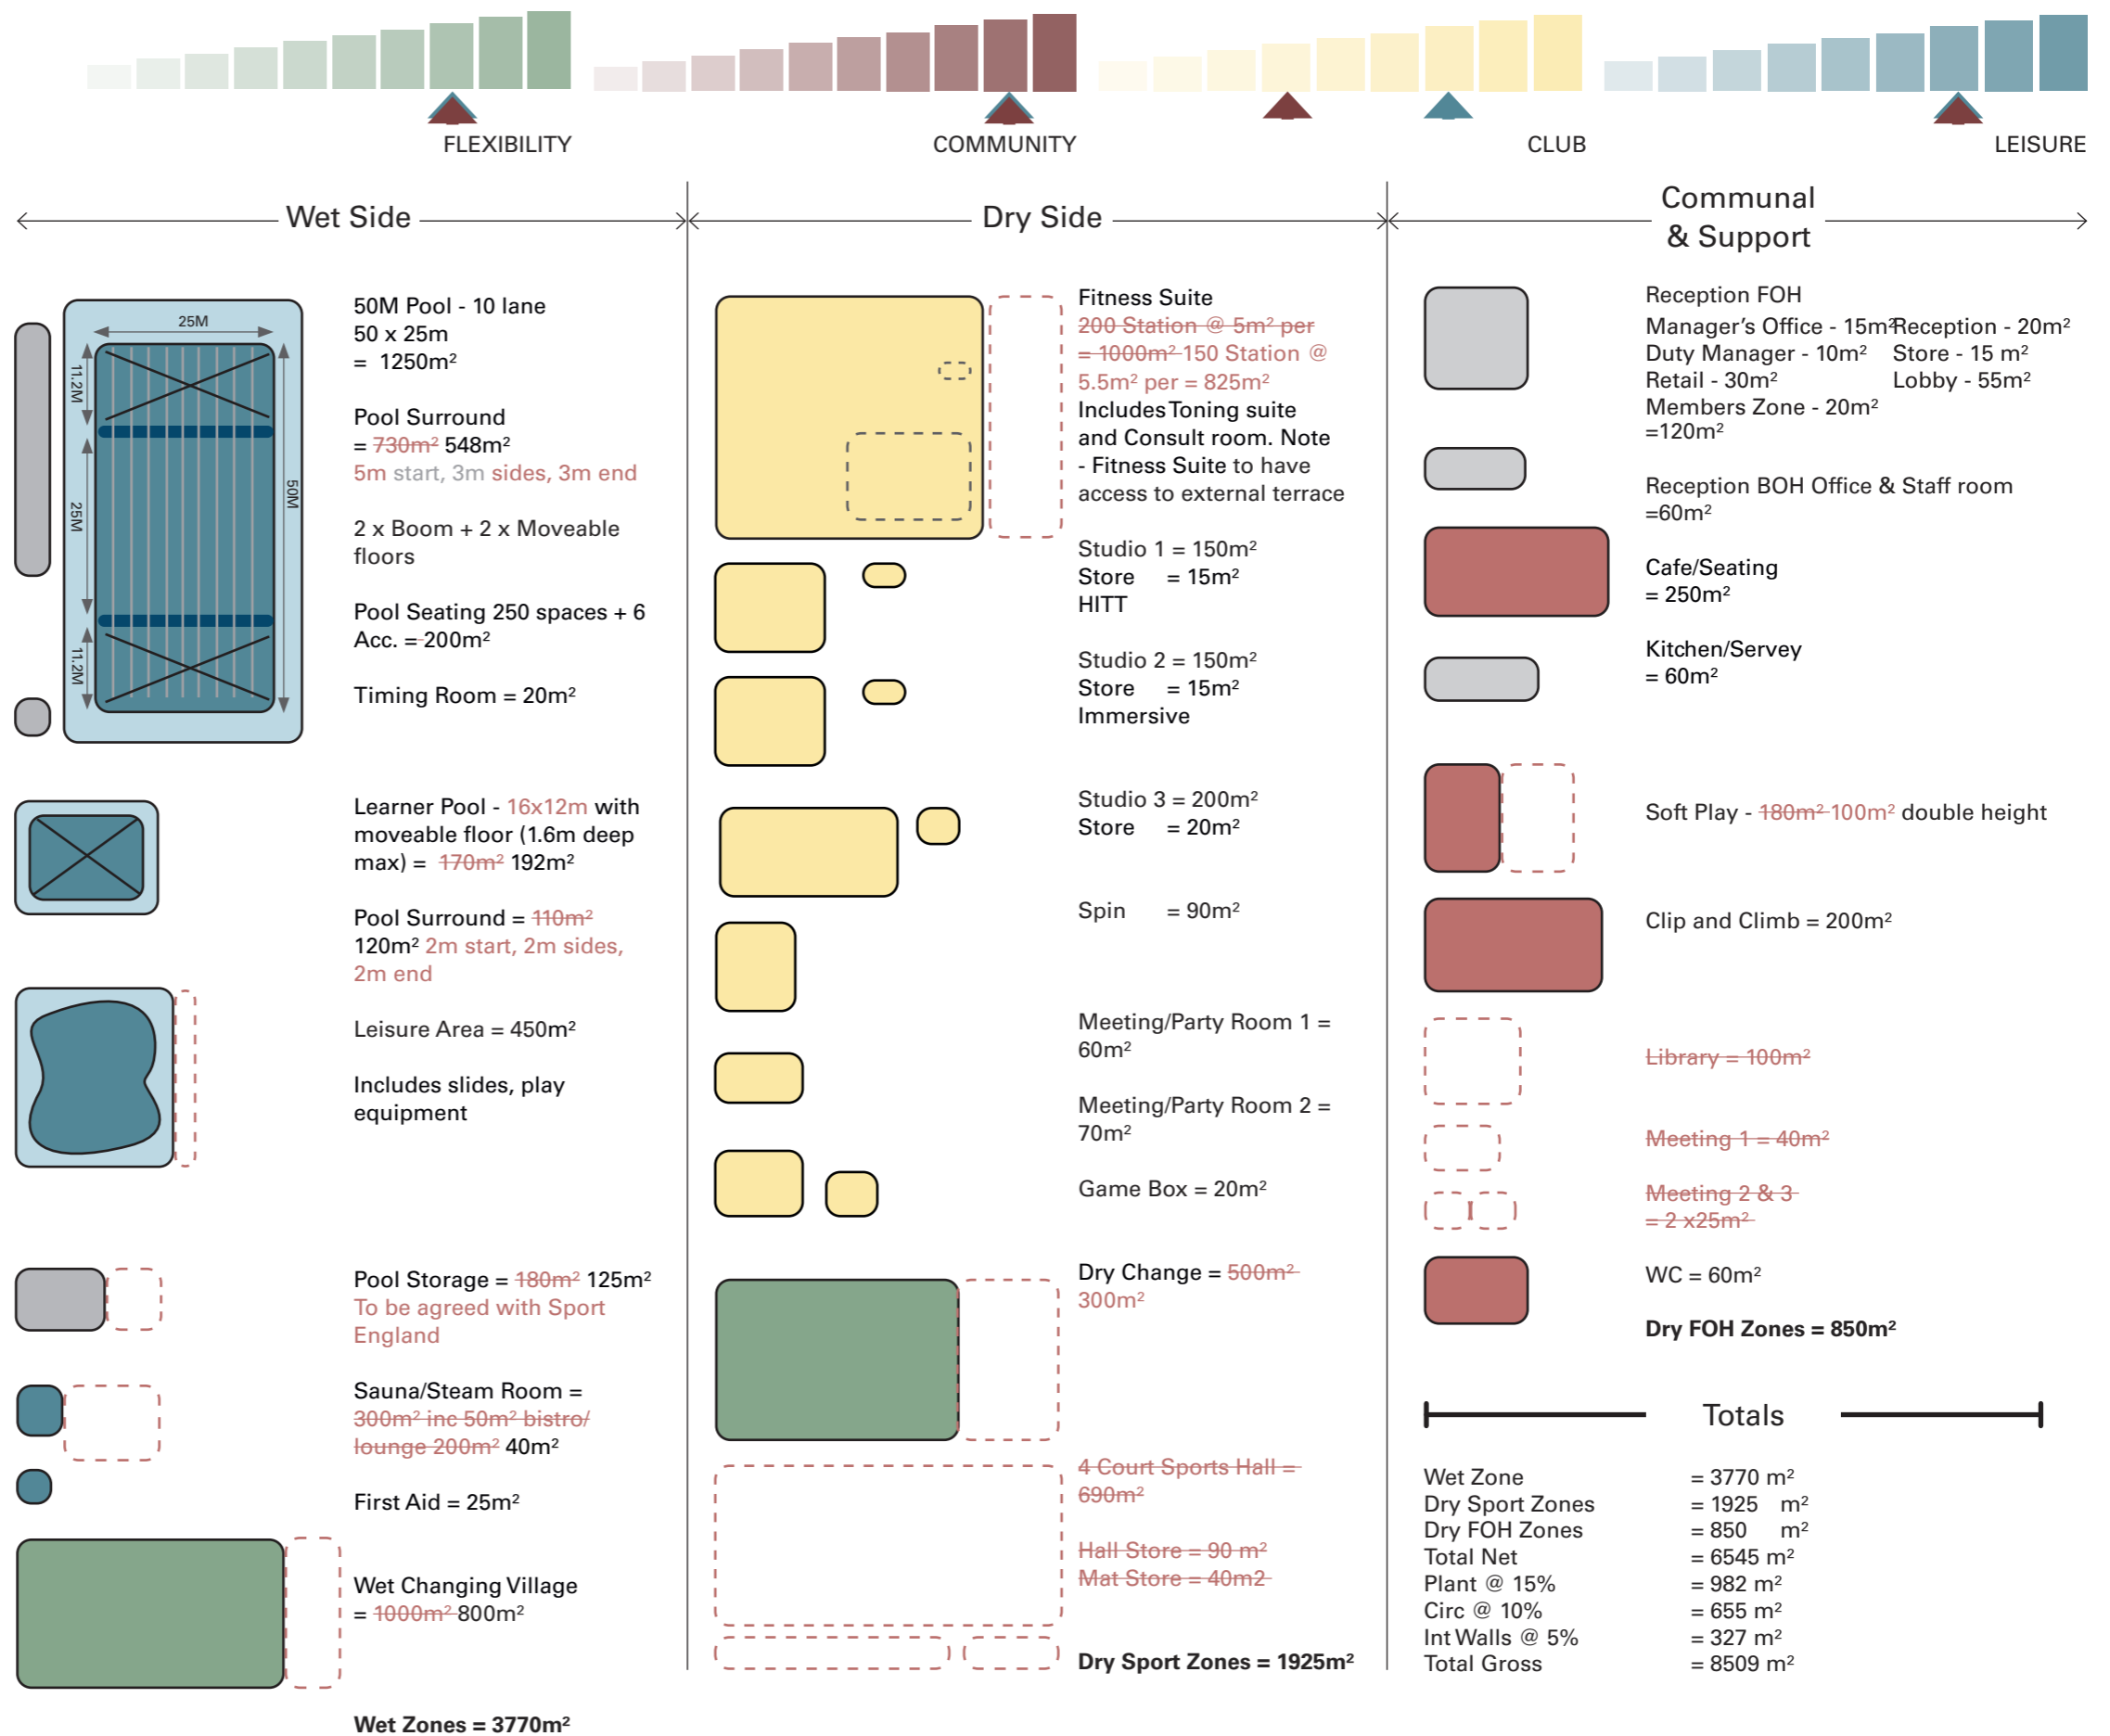 FLEXIBILITY
COMMUNITY
CLUB
LEISURE
Wet Side
25M
11.2M
25M
50M
11.2M
50M Pool - 10 lane
50 x 25m
= 1250m²
Pool Surround
= 730m² 548m²
5m start, 3m sides, 3m end
2 x Boom + 2 x Moveable
floors
Pool Seating 250 spaces + 6
Acc. = 200m²
Timing Room = 20m²
Learner Pool - 16x12m with
moveable floor (1.6m deep
max) = 170m² 192m²
Pool Surround = 110m²
120m² 2m start, 2m sides,
2m end
Leisure Area = 450m²
Includes slides, play
equipment
Pool Storage = 180m² 125m²
To be agreed with Sport
England
Sauna/Steam Room =
300m² inc 50m² bistro/
lounge 200m² 40m²
First Aid = 25m²
Wet Changing Village
= 1000m² 800m²
Wet Zones = 3770m²
Dry Side
Fitness Suite
200 Station @ 5m² per
= 1000m² 150 Station @
5.5m² per = 825m²
Includes Toning suite
and Consult room. Note
- Fitness Suite to have
access to external terrace
Studio 1 = 150m²
Store = 15m²
HITT
Studio 2 = 150m²
Store = 15m²
Immersive
Studio 3 = 200m²
Store = 20m²
Spin = 90m²
Meeting/Party Room 1 =
60m²
Meeting/Party Room 2 =
70m²
Game Box = 20m²
Dry Change = 500m²
300m²
4 Court Sports Hall =
690m²
Hall Store = 90 m²
Mat Store = 40m2
Dry Sport Zones = 1925m²
Communal
& Support
Reception FOH
Manager's Office - 15m² Reception - 20m²
Duty Manager - 10m² Store - 15 m²
Retail - 30m² Lobby - 55m²
Members Zone - 20m²
=120m²
Reception BOH Office & Staff room
=60m²
Cafe/Seating
= 250m²
Kitchen/Servey
= 60m²
Soft Play - 180m² 100m² double height
Clip and Climb = 200m²
Library = 100m²
Meeting 1 = 40m²
Meeting 2 & 3
= 2 x25m²
WC = 60m²
Dry FOH Zones = 850m²
Totals
Wet Zone = 3770 m²
Dry Sport Zones = 1925 m²
Dry FOH Zones = 850 m²
Total Net = 6545 m²
Plant @ 15% = 982 m²
Circ @ 10% = 655 m²
Int Walls @ 5% = 327 m²
Total Gross = 8509 m²